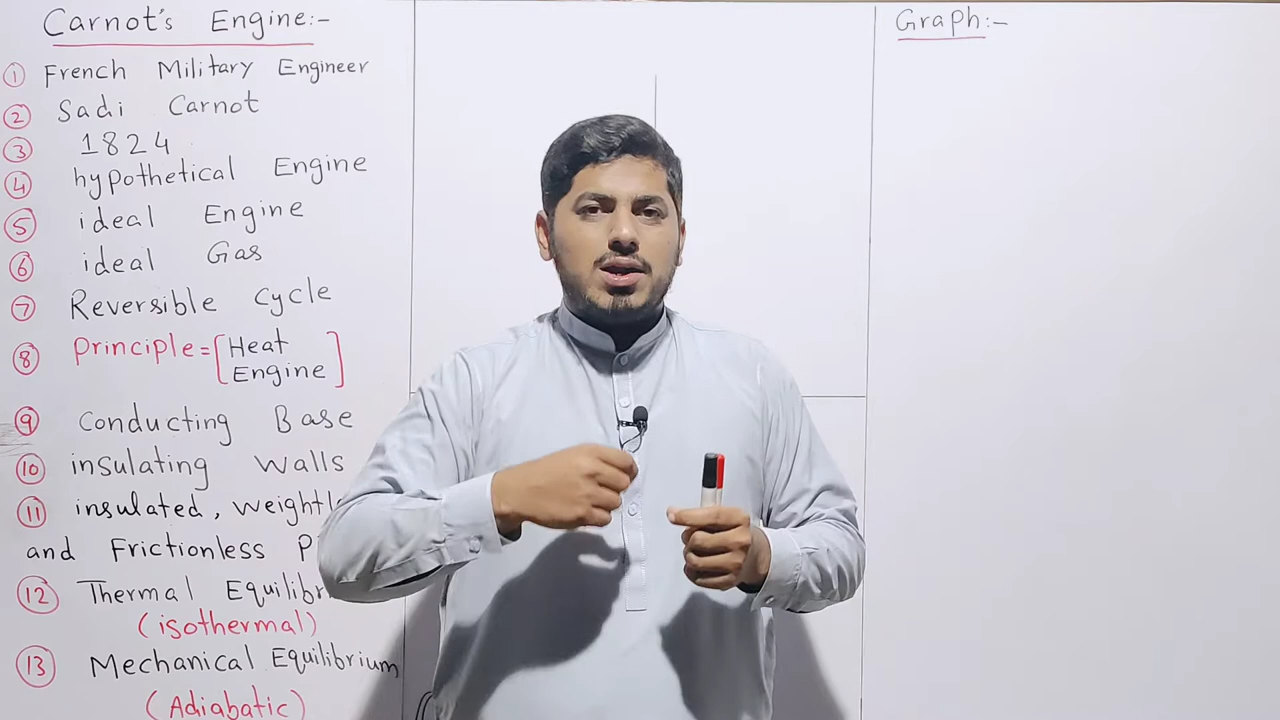 Carnot's Engine:-
① French Military Engineer
② Sadi Carnot
③ 1824
④ hypothetical Engine
⑤ ideal Engine
⑥ ideal Gas
⑦ Reversible Cycle
⑧ Principle=[Heat
Engine]
⑨ Conducting Base
⑩ insulating Walls
⑪ insulated,
and Frictionless
⑫ Thermal
(isothermal)
⑬ Mechanical Equilibrium
(Adiabatic)
Graph:-